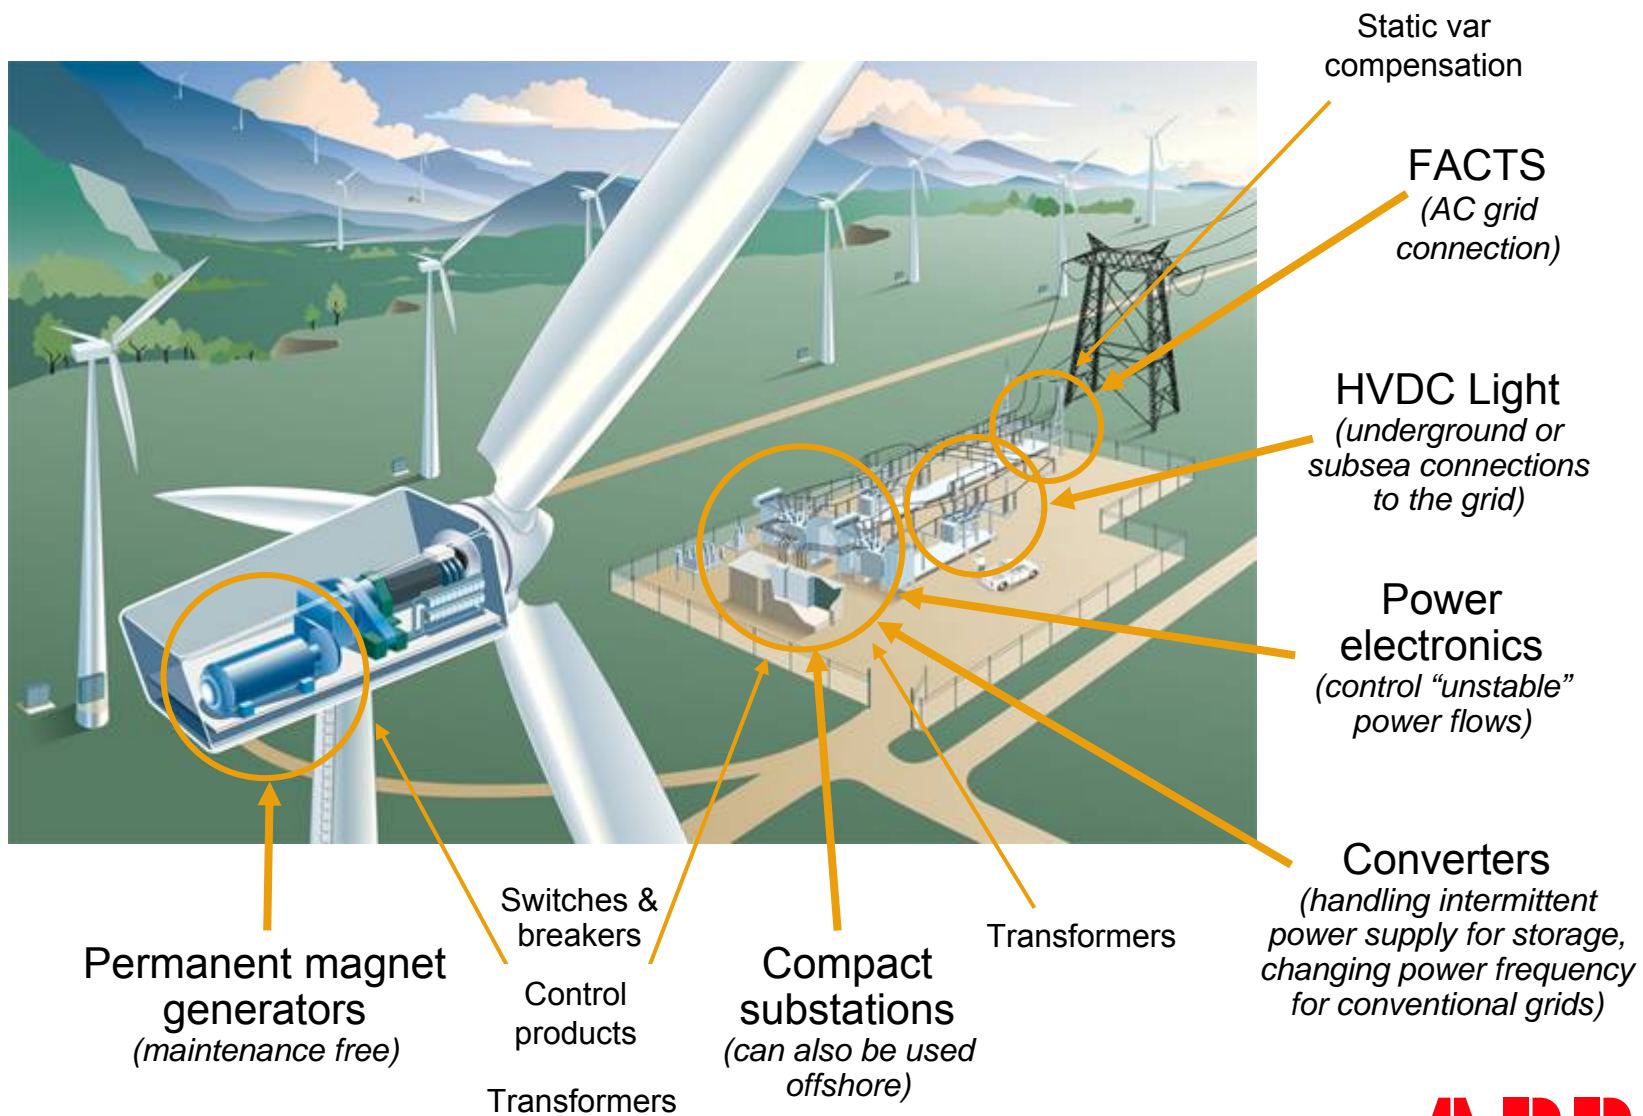 Static var
compensation
FACTS
(AC grid
connection)
HVDC Light
(underground or
subsea connections
to the grid)
Power
electronics
(control “unstable”
power flows)
Converters
(handling intermittent
power supply for storage,
changing power frequency
for conventional grids)
Permanent magnet
generators
(maintenance free)
Switches &
breakers
Control
products
Transformers
Compact
substations
(can also be used
offshore)
Transformers
ABB